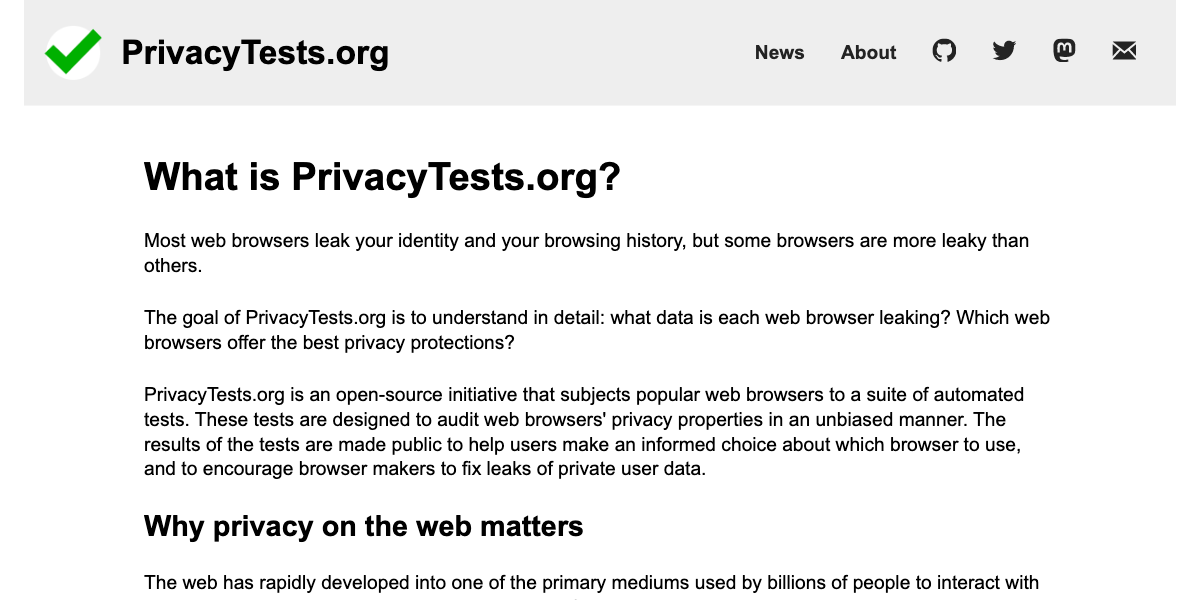 PrivacyTests.org
News About
What is PrivacyTests.org?
Most web browsers leak your identity and your browsing history, but some browsers are more leaky than
others.
The goal of PrivacyTests.org is to understand in detail: what data is each web browser leaking? Which web
browsers offer the best privacy protections?
PrivacyTests.org is an open-source initiative that subjects popular web browsers to a suite of automated
tests. These tests are designed to audit web browsers' privacy properties in an unbiased manner. The
results of the tests are made public to help users make an informed choice about which browser to use,
and to encourage browser makers to fix leaks of private user data.
Why privacy on the web matters
The web has rapidly developed into one of the primary mediums used by billions of people to interact with